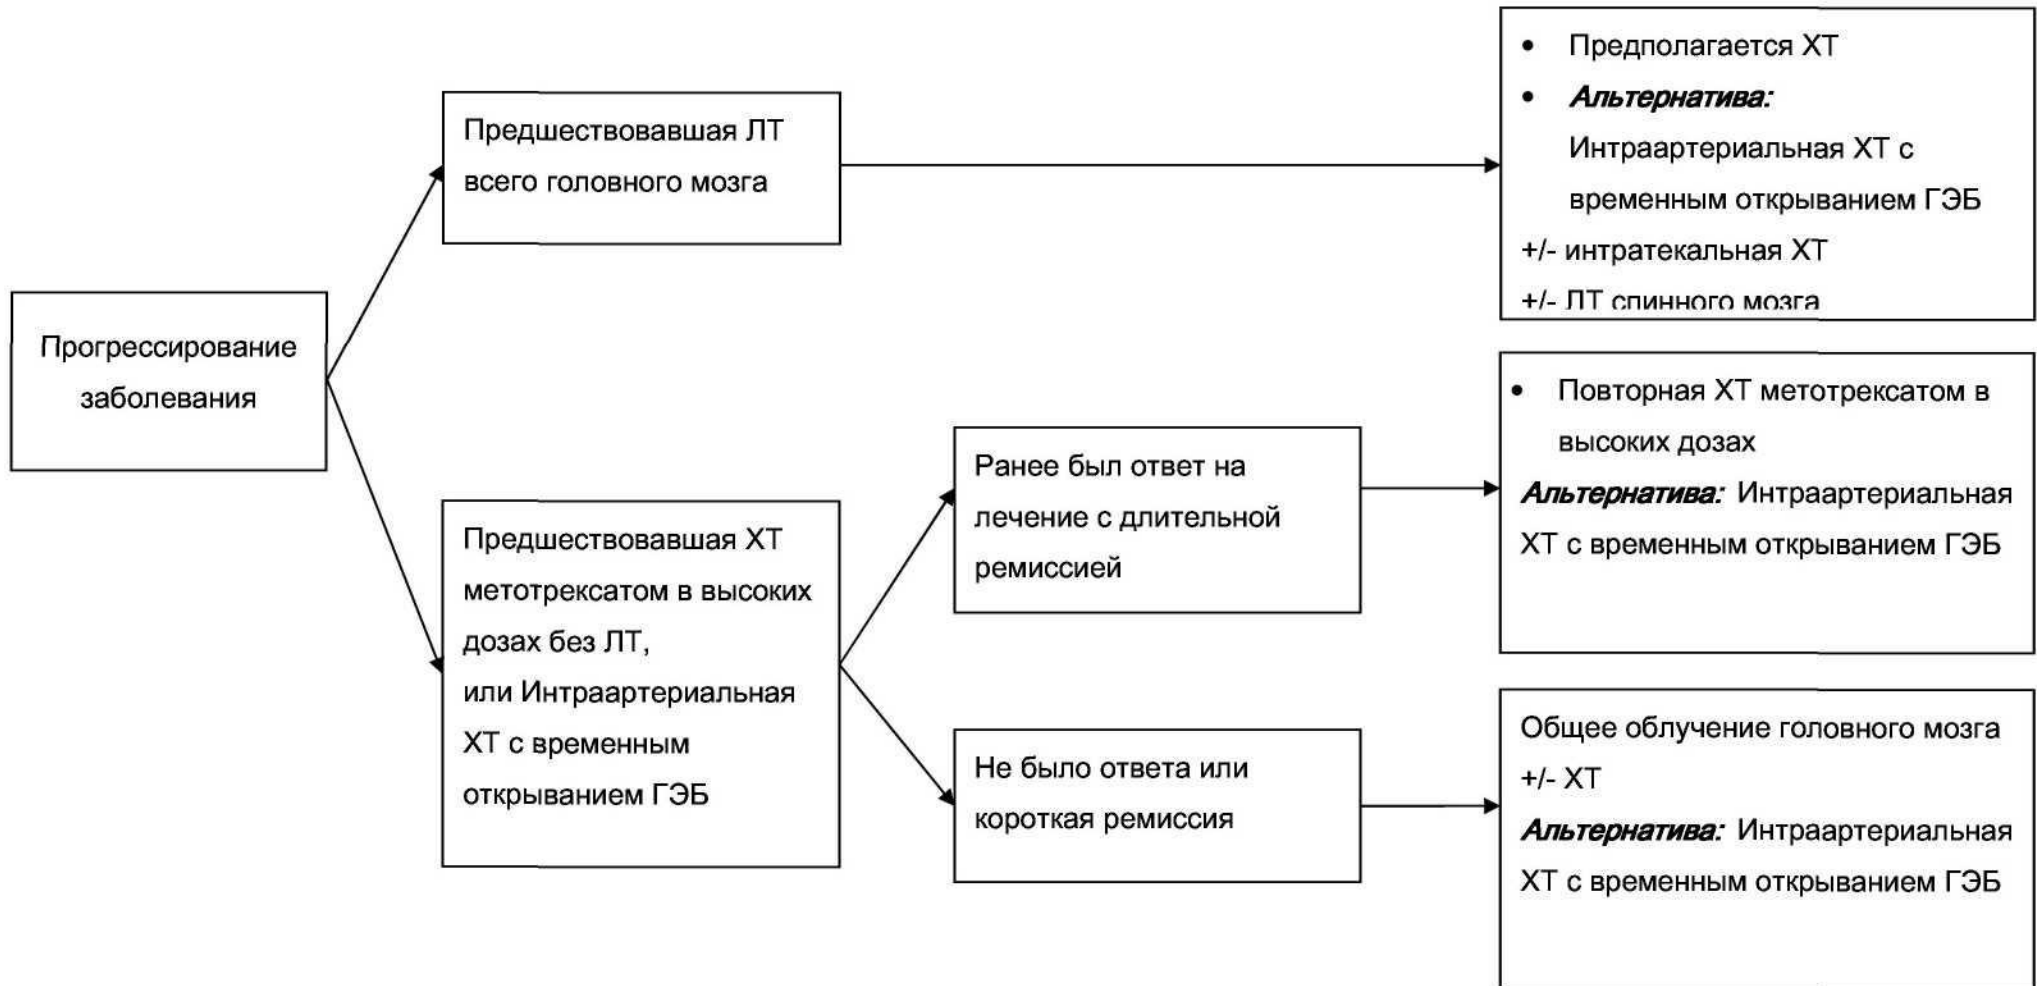 Прогрессирование
заболевания
Предшествовавшая ЛТ
всего головного мозга
• Предполагается ХТ
• Альтернатива:
Интраартериальная ХТ с
временным открыванием ГЭБ
+/- интратекальная ХТ
+/- ЛТ спинного мозга
Предшествовавшая ХТ
метотрексатом в высоких
дозах без ЛТ,
или Интраартериальная
ХТ с временным
открыванием ГЭБ
Ранее был ответ на
лечение с длительной
ремиссией
• Повторная ХТ метотрексатом в
высоких дозах
Альтернатива: Интраартериальная
ХТ с временным открыванием ГЭБ
Не было ответа или
короткая ремиссия
Общее облучение головного мозга
+/- ХТ
Альтернатива: Интраартериальная
ХТ с временным открыванием ГЭБ